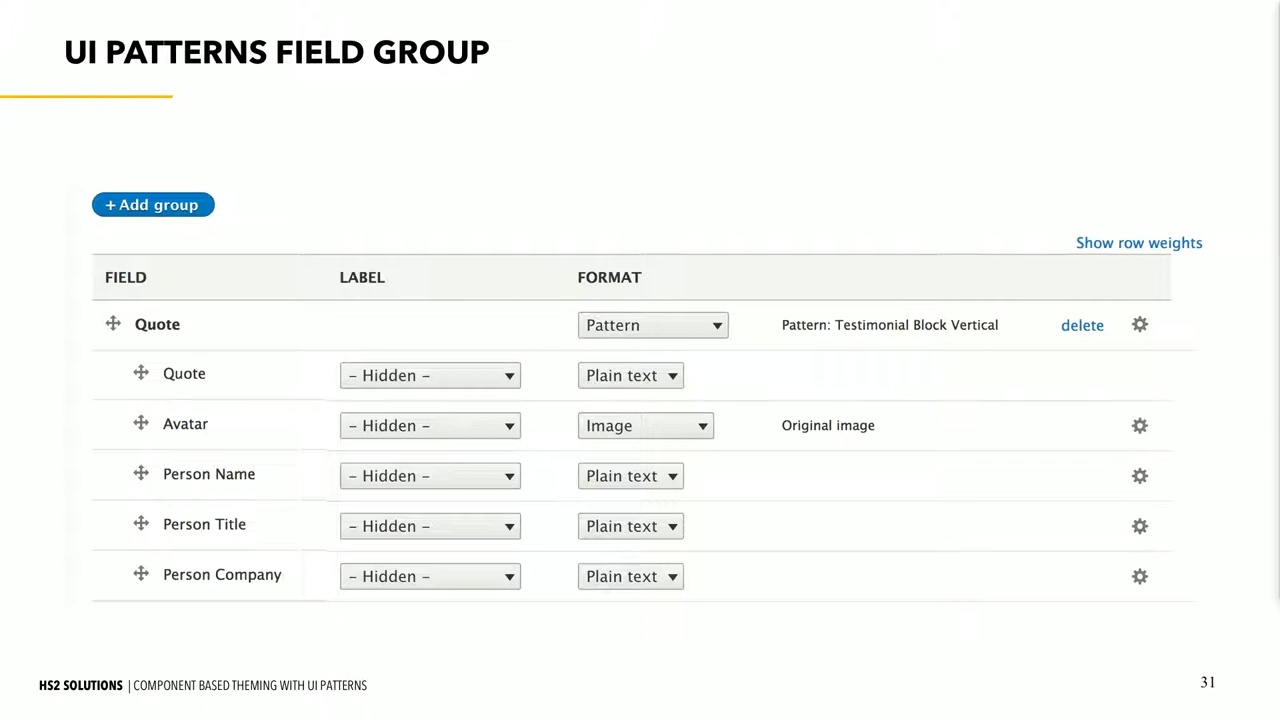 UI PATTERNS FIELD GROUP
+ Add group
Show row weights
FIELD LABEL FORMAT
Quote Pattern Pattern: Testimonial Block Vertical delete
Quote – Hidden – Plain text
Avatar – Hidden – Image Original image
Person Name – Hidden – Plain text
Person Title – Hidden – Plain text
Person Company – Hidden – Plain text
HS2 SOLUTIONS | COMPONENT BASED THEMING WITH UI PATTERNS
31